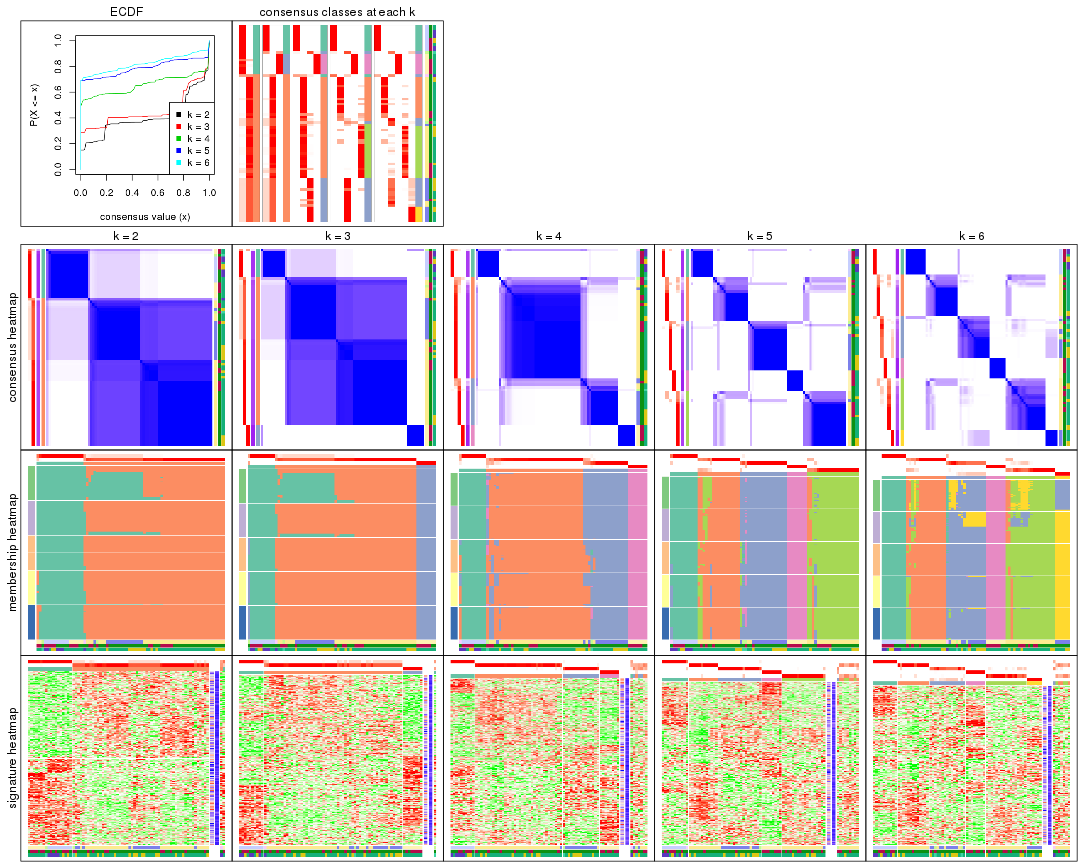 ECDF
consensus classes at each k
P(X <= x)
0.0
0.2
0.4
0.6
0.8
1.0
k = 2
k = 3
k = 4
k = 5
k = 6
0.0 0.2 0.4 0.6 0.8 1.0
consensus value (x)
k = 2
k = 3
k = 4
k = 5
k = 6
consensus heatmap
membership heatmap
signature heatmap